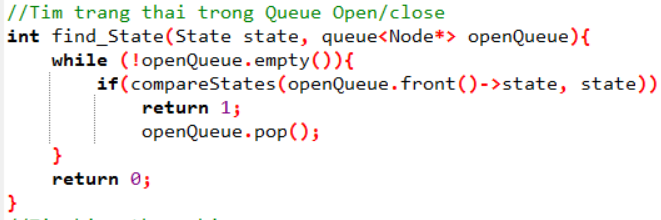 //Tim trang thai trong Queue Open/close
int find_State(State state, queue<Node*> openQueue){
    while (!openQueue.empty()){
        if(compareStates(openQueue.front()->state, state))
            return 1;
            openQueue.pop();
    }
    return 0;
}